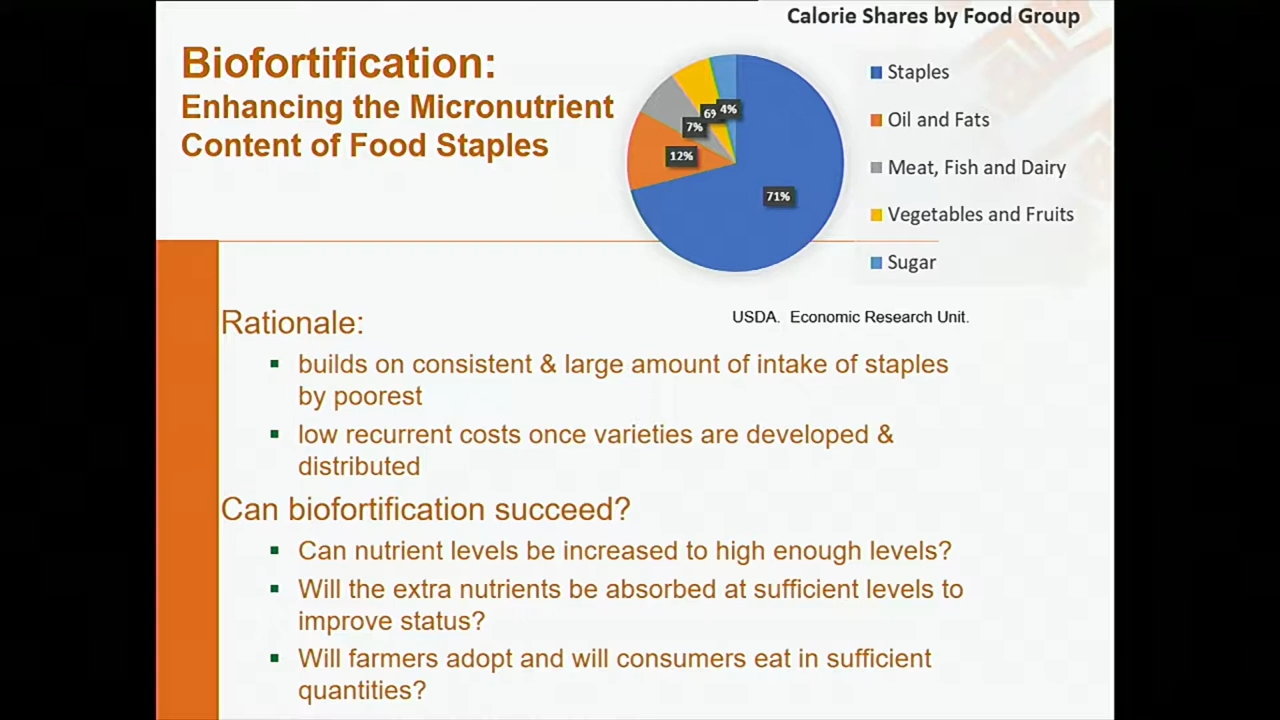 Calorie Shares by Food Group
Biofortification:
Enhancing the Micronutrient
Content of Food Staples
4%
6%
7%
12%
71%
Staples
Oil and Fats
Meat, Fish and Dairy
Vegetables and Fruits
Sugar
USDA. Economic Research Unit.
Rationale:
▪ builds on consistent & large amount of intake of staples
by poorest
▪ low recurrent costs once varieties are developed &
distributed
Can biofortification succeed?
▪ Can nutrient levels be increased to high enough levels?
▪ Will the extra nutrients be absorbed at sufficient levels to
improve status?
▪ Will farmers adopt and will consumers eat in sufficient
quantities?